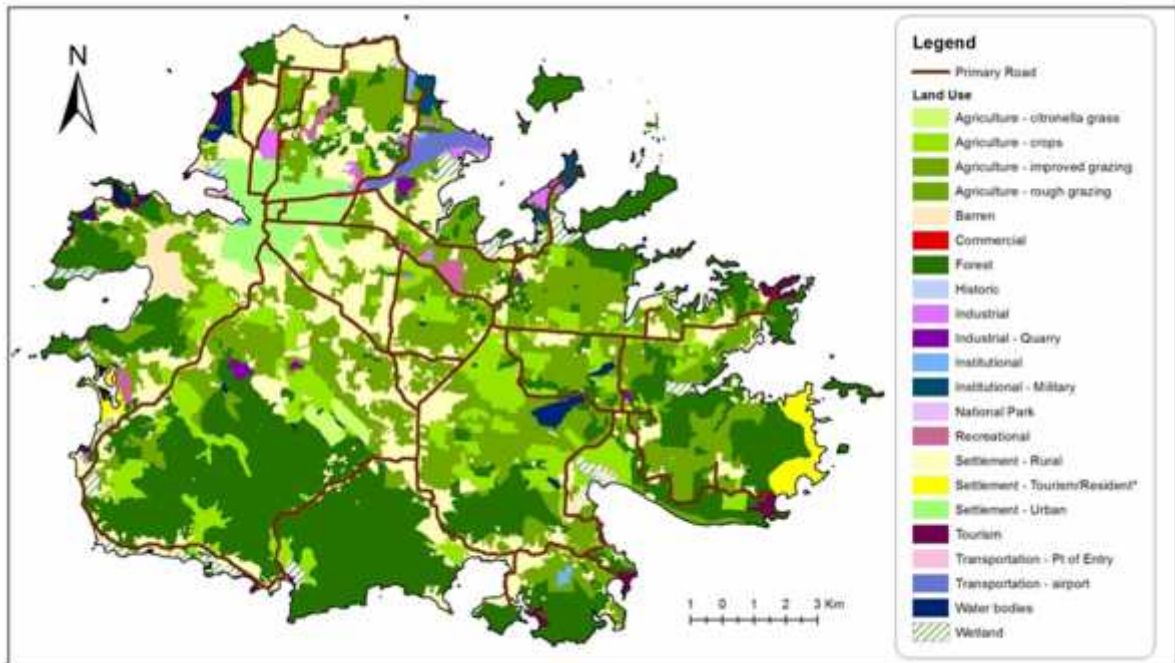 N
Legend
Primary Road
Land Use
Agriculture - citronella grass
Agriculture - crops
Agriculture - improved grazing
Agriculture - rough grazing
Barren
Commercial
Forest
Historic
Industrial
Industrial - Quarry
Institutional
Institutional - Military
National Park
Recreational
Settlement - Rural
Settlement - Tourism/Resident*
Settlement - Urban
Tourism
Transportation - Pt of Entry
Transportation - airport
Water bodies
Wetland
1 0 1 2 3 Km